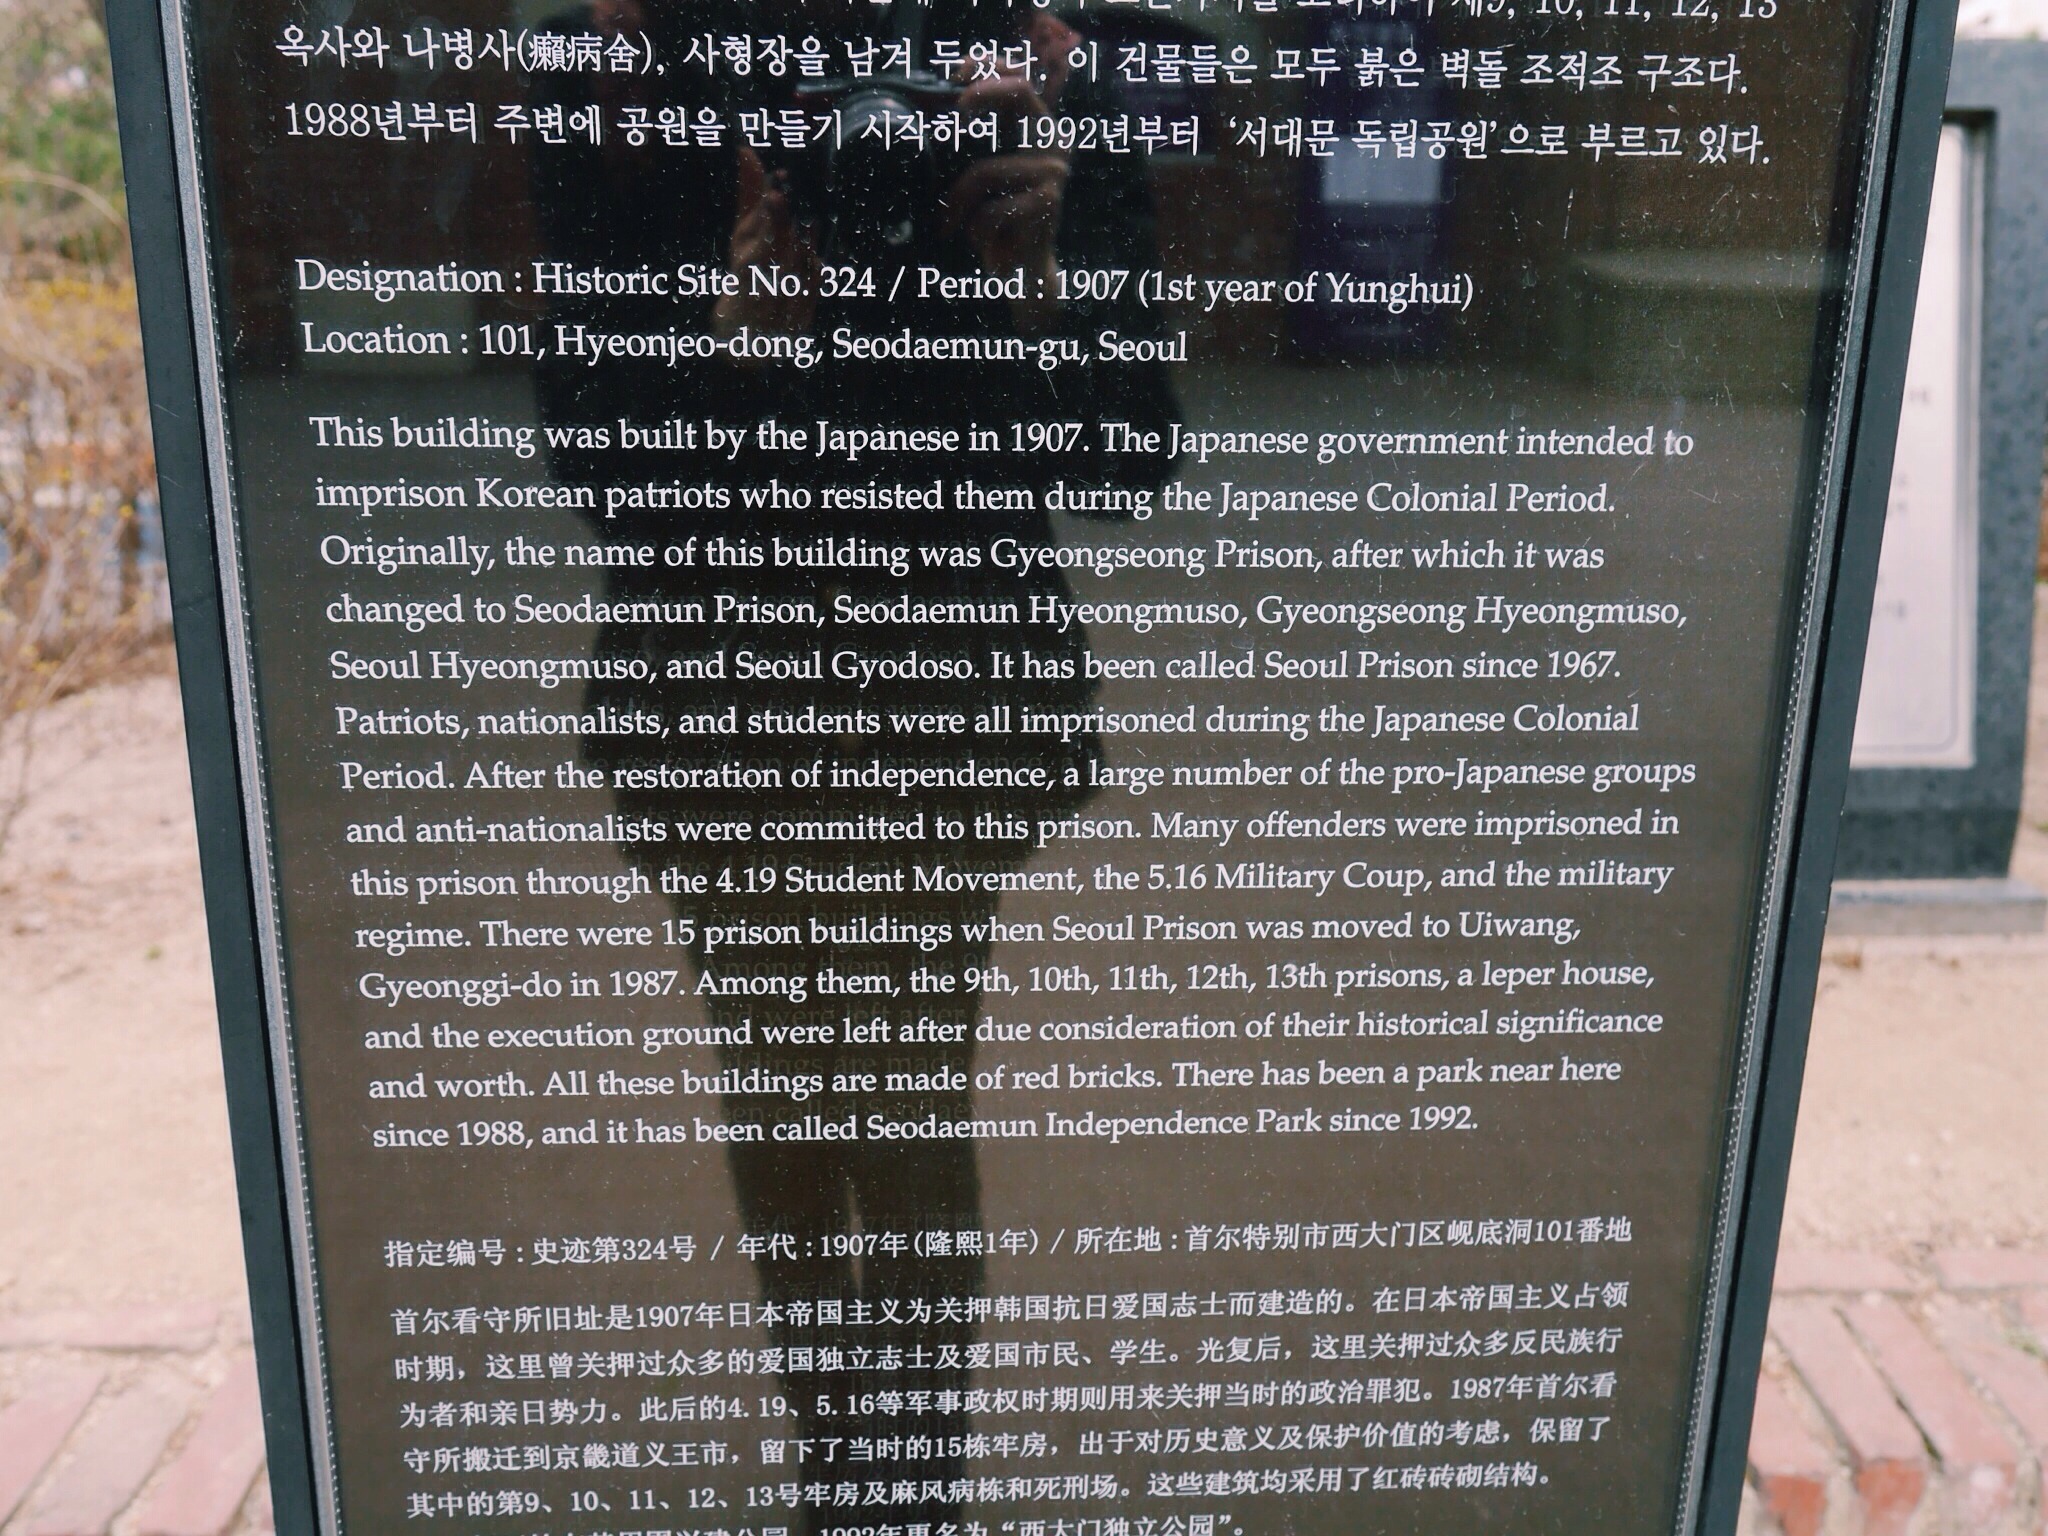 제9, 10, 11, 12, 13
옥사와 나병사(癩病舍), 사형장을 남겨 두었다. 이 건물들은 모두 붉은 벽돌 조적조 구조다.
1988년부터 주변에 공원을 만들기 시작하여 1992년부터 ‘서대문 독립공원’으로 부르고 있다.
Designation : Historic Site No. 324 / Period : 1907 (1st year of Yunghui)
Location : 101, Hyeonjeo-dong, Seodaemun-gu, Seoul
This building was built by the Japanese in 1907. The Japanese government intended to
imprison Korean patriots who resisted them during the Japanese Colonial Period.
Originally, the name of this building was Gyeongseong Prison, after which it was
changed to Seodaemun Prison, Seodaemun Hyeongmuso, Gyeongseong Hyeongmuso,
Seoul Hyeongmuso, and Seoul Gyodoso. It has been called Seoul Prison since 1967.
Patriots, nationalists, and students were all imprisoned during the Japanese Colonial
Period. After the restoration of independence, a large number of the pro-Japanese groups
and anti-nationalists were committed to this prison. Many offenders were imprisoned in
this prison through the 4.19 Student Movement, the 5.16 Military Coup, and the military
regime. There were 15 prison buildings when Seoul Prison was moved to Uiwang,
Gyeonggi-do in 1987. Among them, the 9th, 10th, 11th, 12th, 13th prisons, a leper house,
and the execution ground were left after due consideration of their historical significance
and worth. All these buildings are made of red bricks. There has been a park near here
since 1988, and it has been called Seodaemun Independence Park since 1992.
指定编号 : 史迹第324号 / 年代 : 1907年(隆熙1年) / 所在地 : 首尔特别市西大门区岘底洞101番地
首尔看守所旧址是1907年日本帝国主义为关押韩国抗日爱国志士而建造的。在日本帝国主义占领
时期，这里曾关押过众多的爱国独立志士及爱国市民、学生。光复后，这里关押过众多反民族行
为者和亲日势力。此后的4. 19、5. 16等军事政权时期则用来关押当时的政治罪犯。1987年首尔看
守所搬迁到京畿道义王市，留下了当时的15栋牢房，出于对历史意义及保护价值的考虑，保留了
其中的第9、10、11、12、13号牢房及麻风病栋和死刑场。这些建筑均采用了红砖砖砌结构。
1992年更名为“西大门独立公园”。